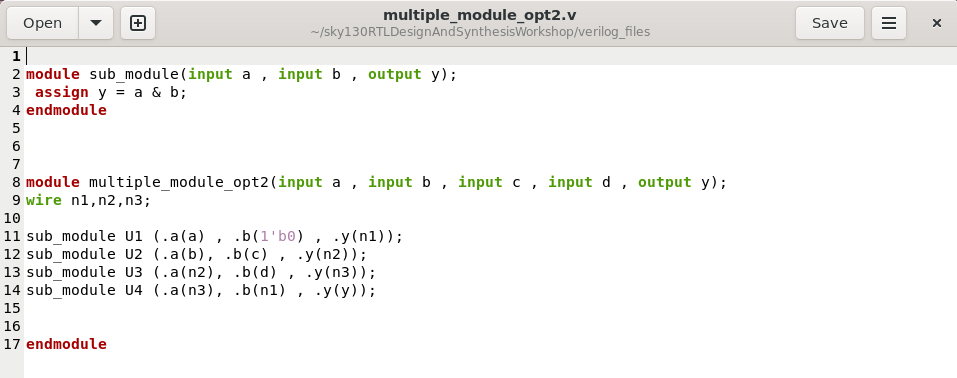 Open
multiple_module_opt2.v
~/sky130RTLDesignAndSynthesisWorkshop/verilog_files
Save
1
2 module sub_module(input a , input b , output y);
3  assign y = a & b;
4 endmodule
5
6
7
8 module multiple_module_opt2(input a , input b , input c , input d , output y);
9 wire n1,n2,n3;
10
11 sub_module U1 (.a(a) , .b(1'b0) , .y(n1));
12 sub_module U2 (.a(b), .b(c) , .y(n2));
13 sub_module U3 (.a(n2), .b(d) , .y(n3));
14 sub_module U4 (.a(n3), .b(n1) , .y(y));
15
16
17 endmodule